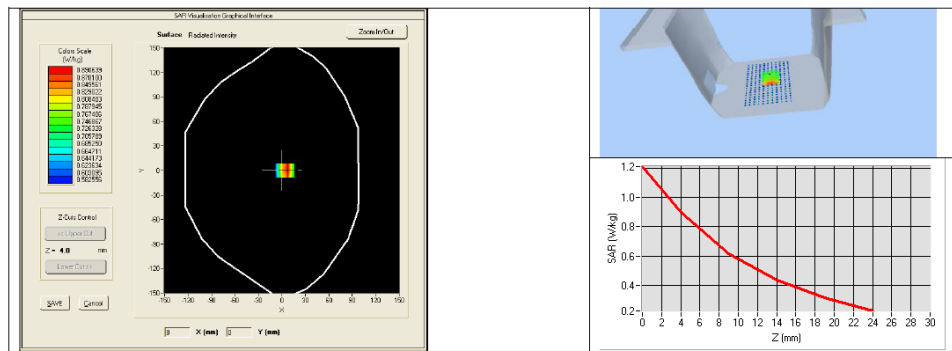 SAR Visualisation Graphical Interface
Surface Radiated Intensity
Zoom In/Out
Colors Scale
(W/kg)
0.890639
0.870100
0.849561
0.829022
0.808483
0.787945
0.767406
0.746867
0.726328
0.705789
0.685250
0.664711
0.644173
0.623634
0.603095
0.582556
Z-Cuts Control
<< Upper Cut
Z = 4.0 mm
Lower Cut >>
SAVE Cancel
150
120
90
60
30
0
-30
-60
-90
-120
-150
Y
-150 -120 -90 -60 -30 0 30 60 90 120 150
X
0 X (mm) 0 Y (mm)
SAR (W/kg)
1.2
1.0
0.8
0.6
0.4
0.2
0 2 4 6 8 10 12 14 16 18 20 22 24 26 28 30
Z (mm)